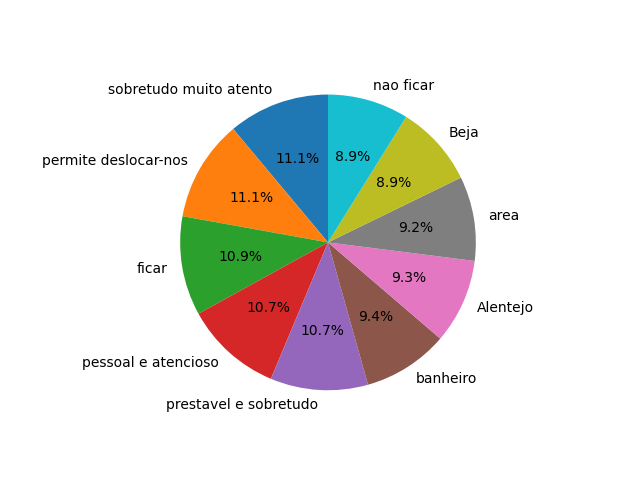 sobretudo muito atento
11.1%
permite deslocar-nos
11.1%
ficar
10.9%
pessoal e atencioso
10.7%
prestavel e sobretudo
10.7%
banheiro
9.4%
Alentejo
9.3%
area
9.2%
Beja
8.9%
nao ficar
8.9%